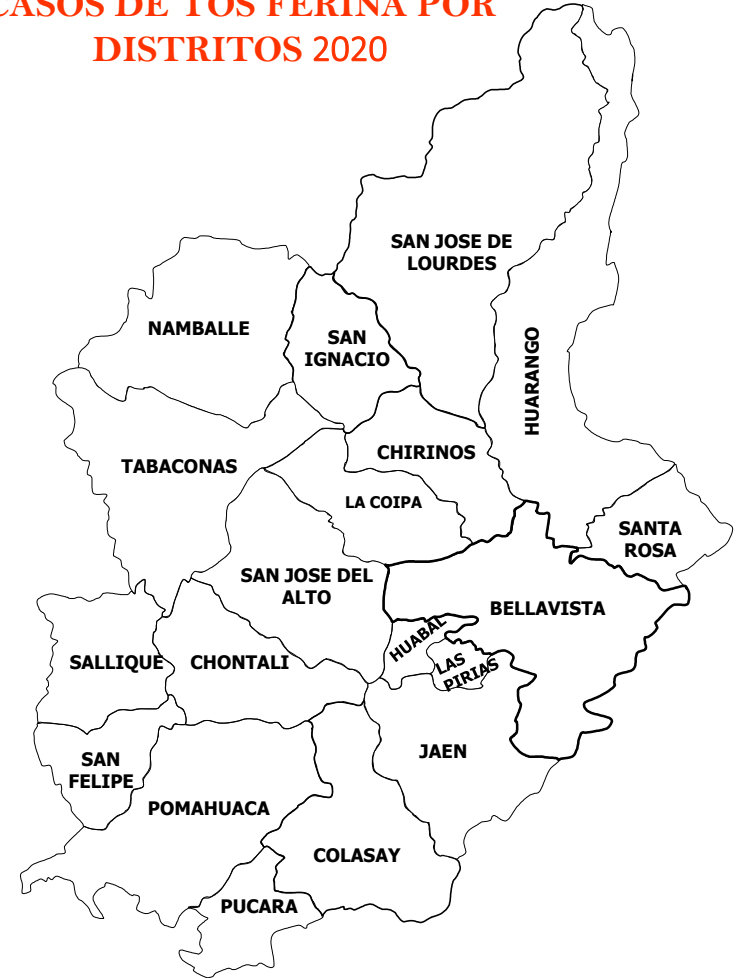 CASOS DE TOS FERINA POR
DISTRITOS 2020
SAN JOSE DE
LOURDES
NAMBALLE
SAN
IGNACIO
HUARANGO
CHIRINOS
TABACONAS
LA COIPA
SANTA
ROSA
SAN JOSE DEL
ALTO
BELLAVISTA
HUABAL
LAS
PIRIAS
SALLIQUE
CHONTALI
JAEN
SAN
FELIPE
POMAHUACA
COLASAY
PUCARA